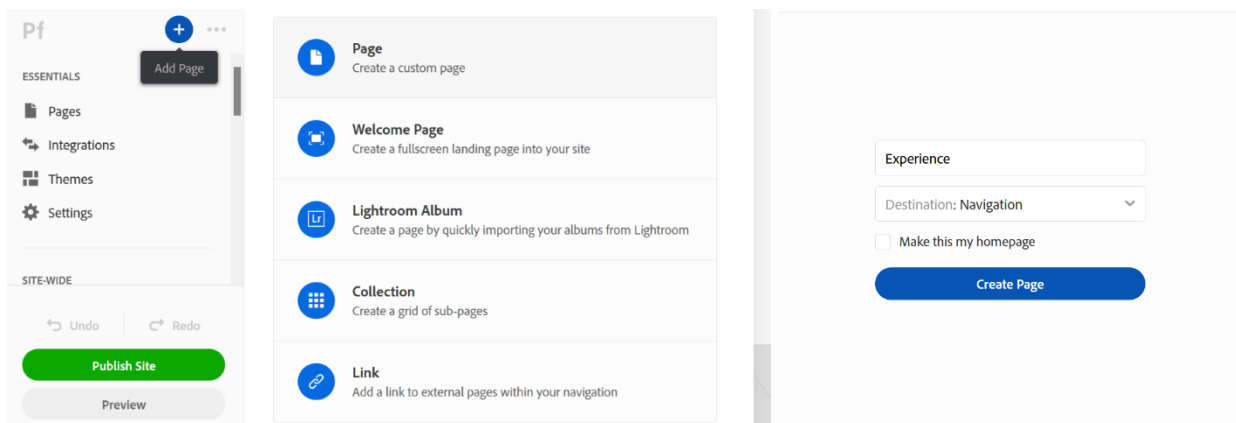 Pf
Add Page
ESSENTIALS
Pages
Integrations
Themes
Settings
SITE-WIDE
Undo
Redo
Publish Site
Preview
Page
Create a custom page
Welcome Page
Create a fullscreen landing page into your site
Lr
Lightroom Album
Create a page by quickly importing your albums from Lightroom
Collection
Create a grid of sub-pages
Link
Add a link to external pages within your navigation
Experience
Destination: Navigation
Make this my homepage
Create Page